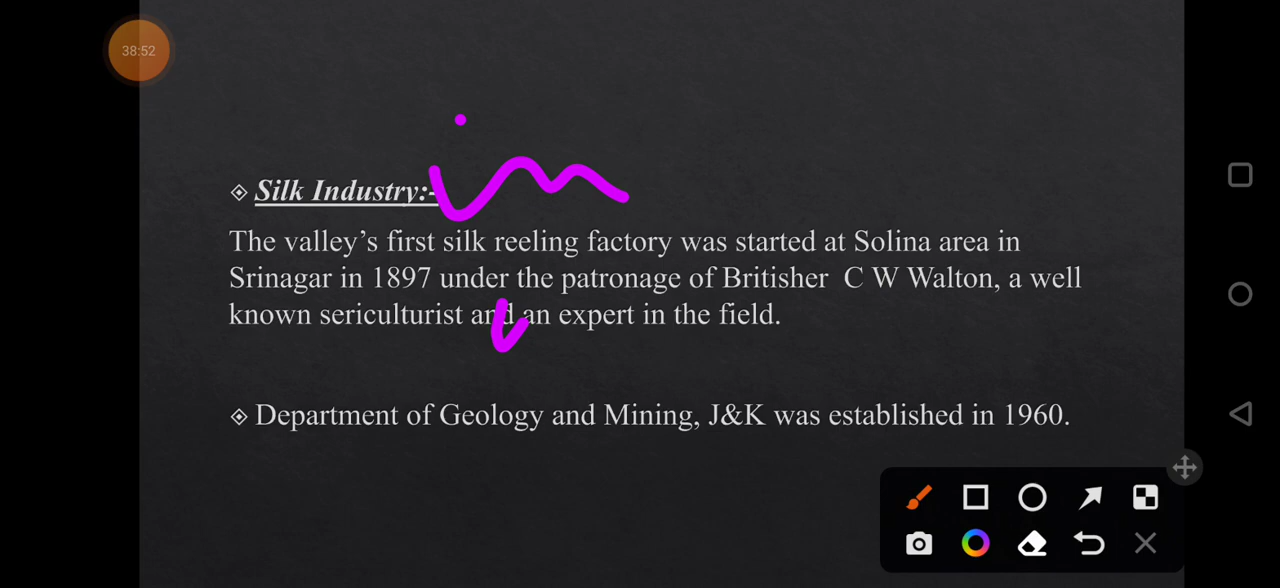 38:52
Silk Industry:-
The valley’s first silk reeling factory was started at Solina area in
Srinagar in 1897 under the patronage of Britisher C W Walton, a well
known sericulturist and an expert in the field.
Department of Geology and Mining, J&K was established in 1960.